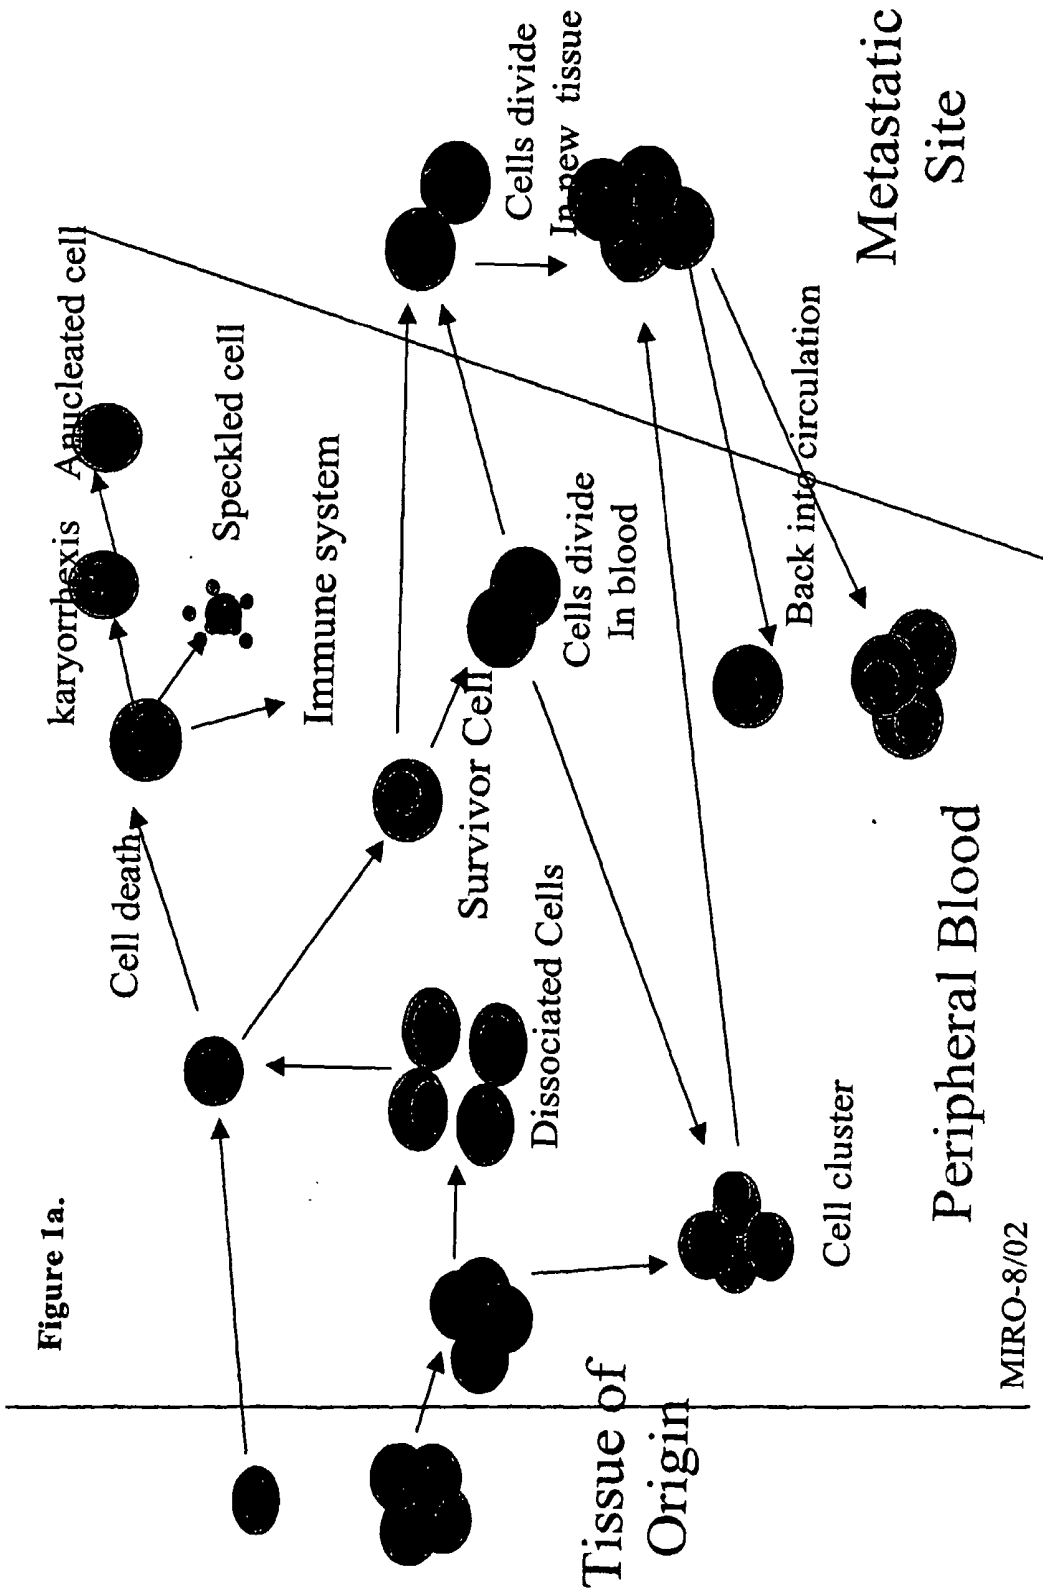 Figure 1a.
Cell death
karyorrhexis
Anucleated cell
Speckled cell
Immune system
Survivor Cell
Dissociated Cells
Cells divide
In blood
Cells divide
In new tissue
Back into circulation
Cell cluster
Tissue of
Origin
Peripheral Blood
Metastatic
Site
MIRO-8/02